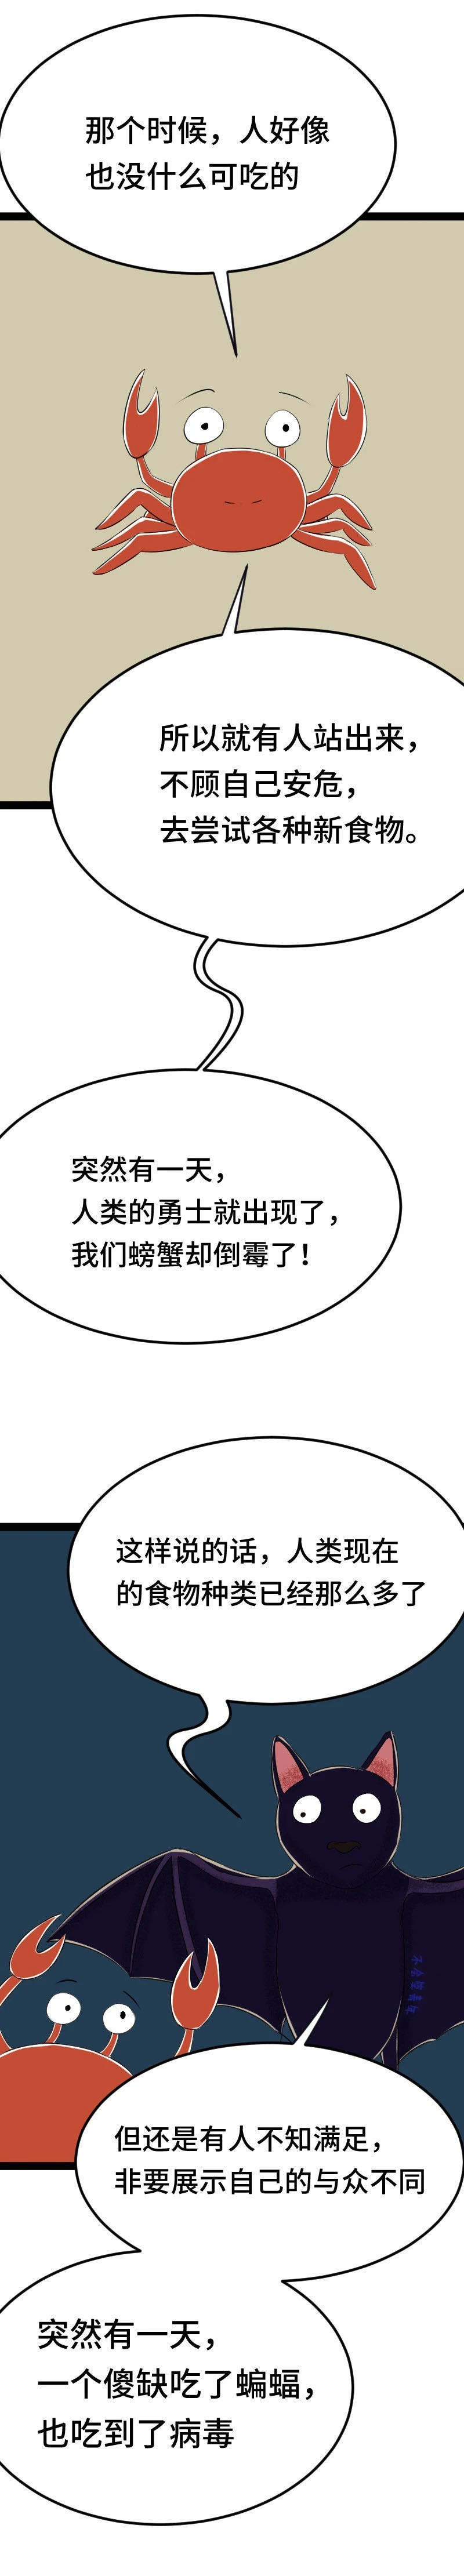 那个时候，人好像
也没什么可吃的
所以就有人站出来，
不顾自己安危，
去尝试各种新食物。
突然有一天，
人类的勇士就出现了，
我们螃蟹却倒霉了！
这样说的话，人类现在
的食物种类已经那么多了
但还是有人不知满足，
非要展示自己的与众不同
突然有一天，
一个傻缺吃了蝙蝠，
也吃到了病毒